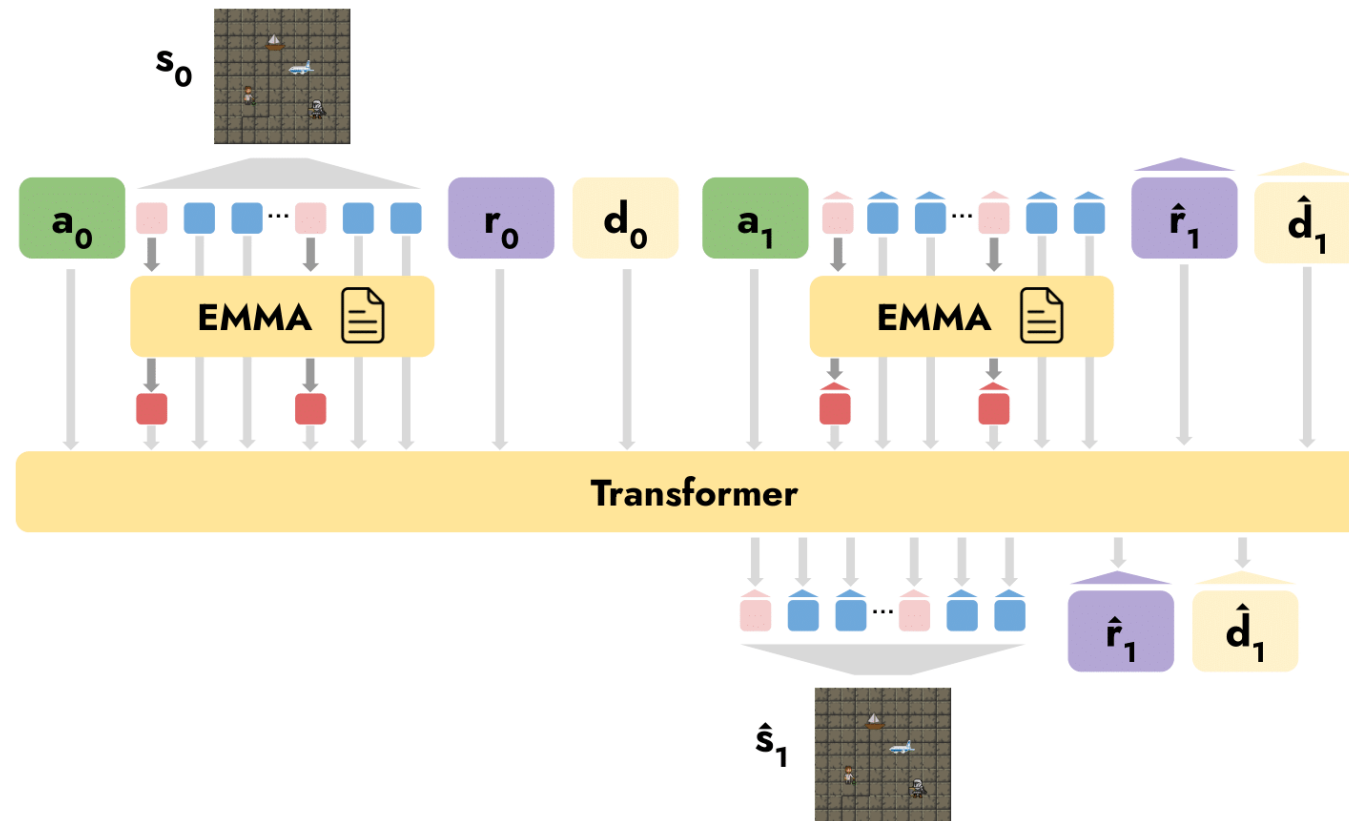 s₀
a₀ ... r₀ d₀ a₁ ... r̂₁ d̂₁
EMMA EMMA
Transformer
... r̂₁ d̂₁
ŝ₁